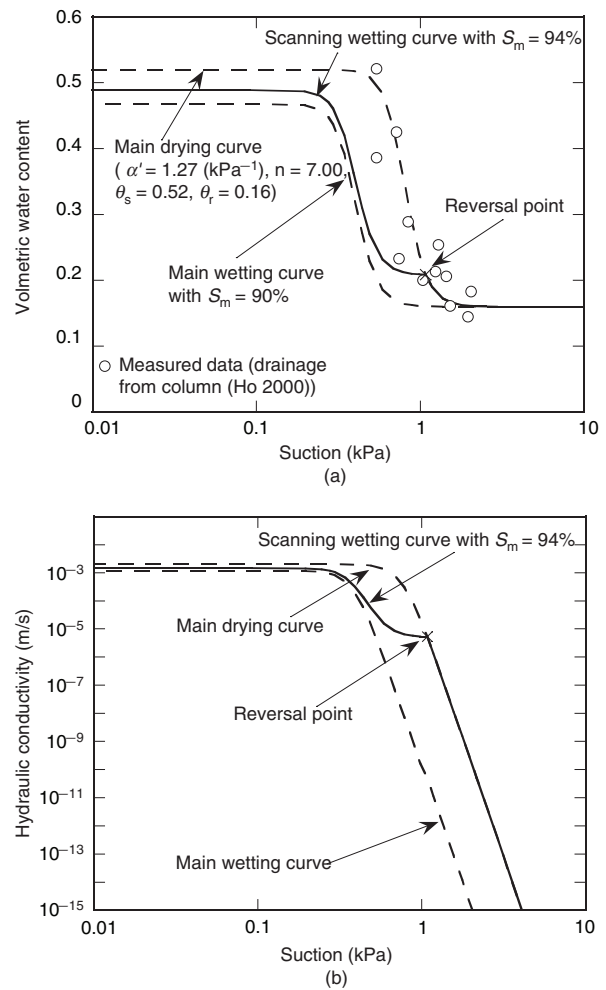 (a)
Scanning wetting curve with Sm = 94%
0.6
0.5
Main drying curve
( α' = 1.27 (kPa−1), n = 7.00,
θs = 0.52, θr = 0.16)
0.4
Volmetric water content
0.3
Reversal point
0.2
Main wetting curve
with Sm = 90%
0.1
Measured data (drainage
from column (Ho 2000))
0
0.01 0.1 1 10
Suction (kPa)
(a)
Scanning wetting curve with Sm = 94%
10−3
Main drying curve
10−5
Hydraulic conductivity (m/s)
Reversal point
10−7
10−9
10−11
10−13
Main wetting curve
10−15
0.01 0.1 1 10
Suction (kPa)
(b)